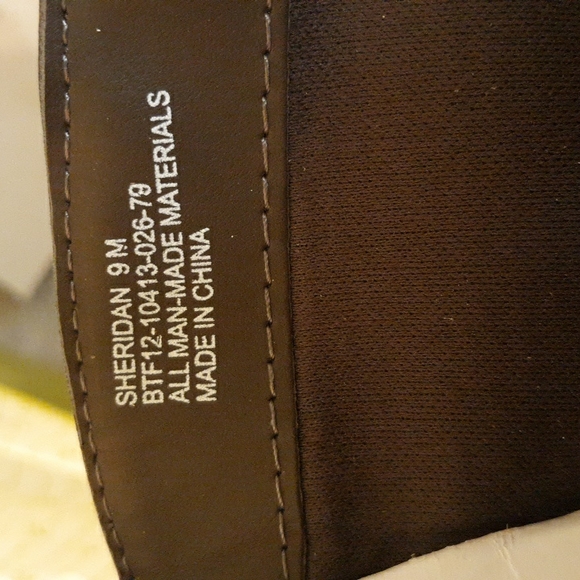 SHERIDAN 9 M
BTF12-10413-026-79
ALL MAN-MADE MATERIALS
MADE IN CHINA